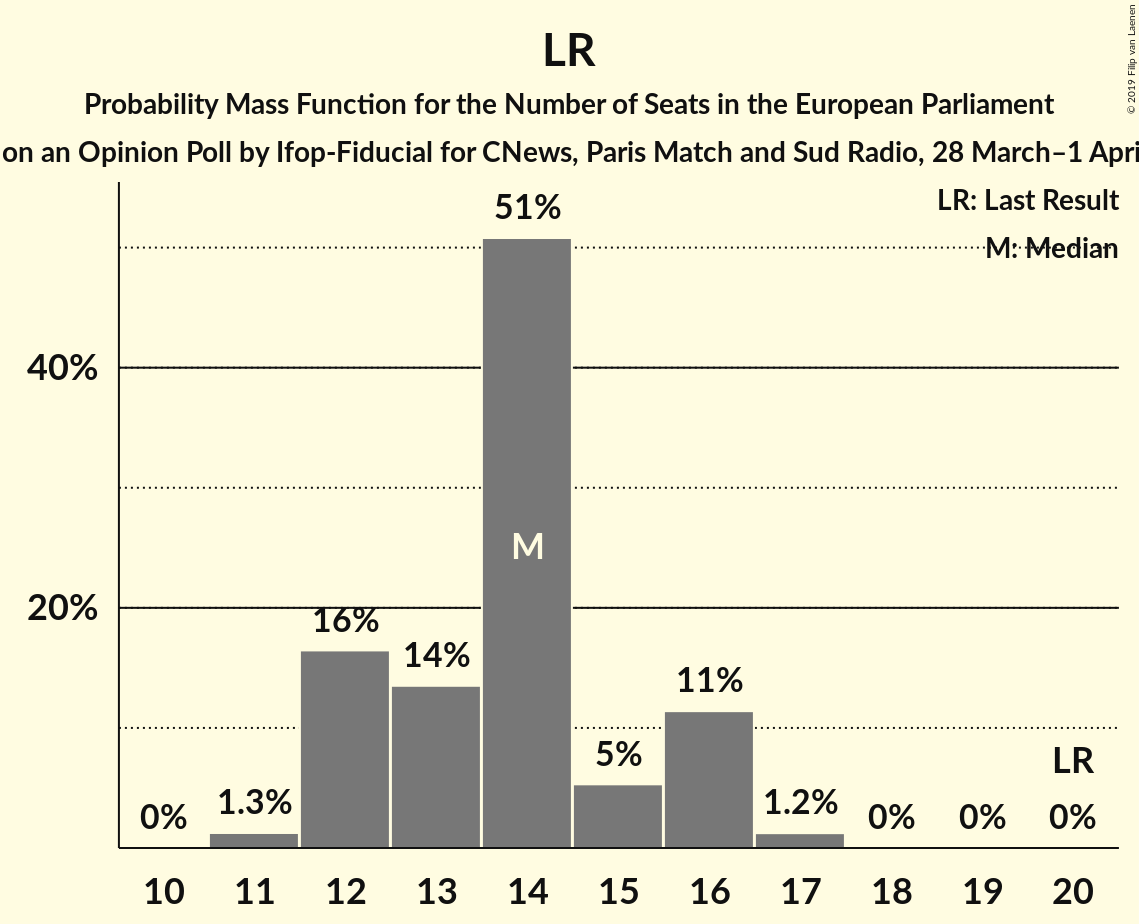 LR
Probability Mass Function for the Number of Seats in the European Parliament
on an Opinion Poll by Ifop-Fiducial for CNews, Paris Match and Sud Radio, 28 March–1 Apri
© 2019 Filip van Laenen
LR: Last Result
M: Median
51%
40%
20%
M
16%
14%
11%
5%
LR
0% 1.3% 1.2% 0% 0% 0%
10 11 12 13 14 15 16 17 18 19 20